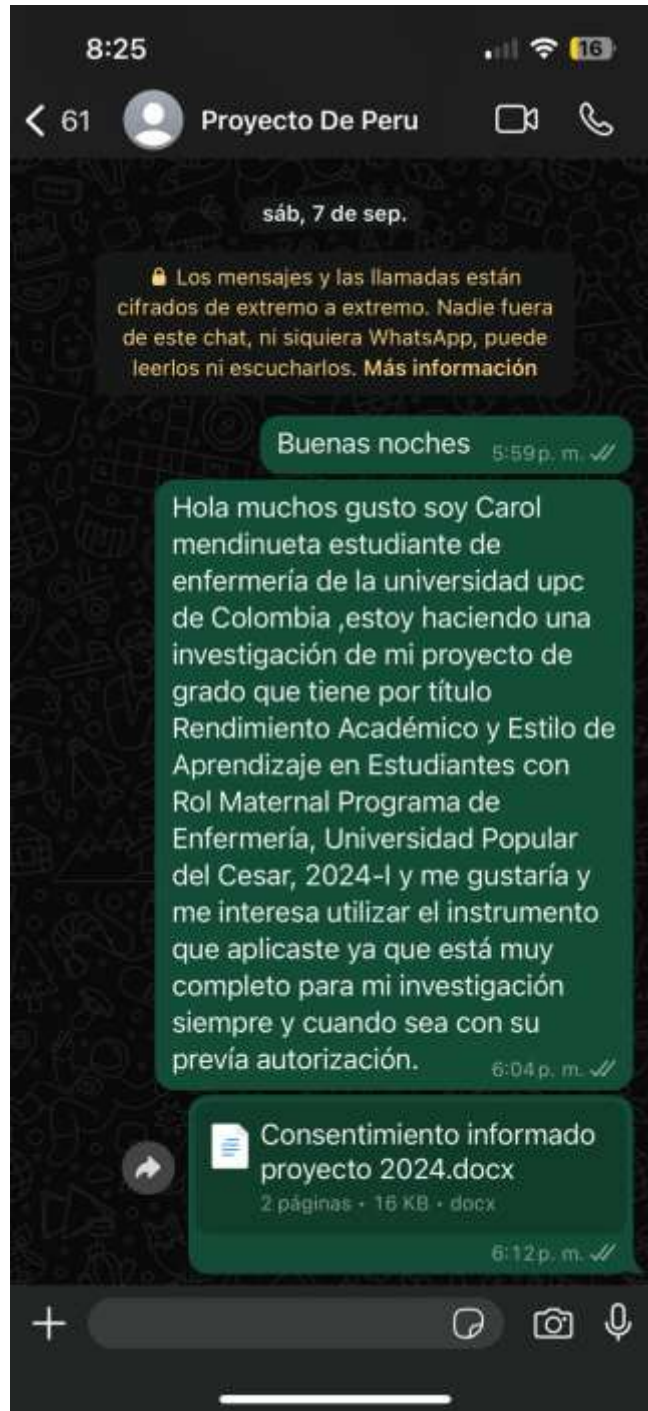 8:25
16
61 Proyecto De Peru
sáb, 7 de sep.
Los mensajes y las llamadas están
cifrados de extremo a extremo. Nadie fuera
de este chat, ni siquiera WhatsApp, puede
leerlos ni escucharlos. Más información
Buenas noches 5:59 p. m.
Hola muchos gusto soy Carol
mendinueta estudiante de
enfermería de la universidad upc
de Colombia ,estoy haciendo una
investigación de mi proyecto de
grado que tiene por título
Rendimiento Académico y Estilo de
Aprendizaje en Estudiantes con
Rol Maternal Programa de
Enfermería, Universidad Popular
del Cesar, 2024-I y me gustaría y
me interesa utilizar el instrumento
que aplicaste ya que está muy
completo para mi investigación
siempre y cuando sea con su
previa autorización. 6:04 p. m.
Consentimiento informado
proyecto 2024.docx
2 páginas • 16 KB • docx
6:12 p. m.